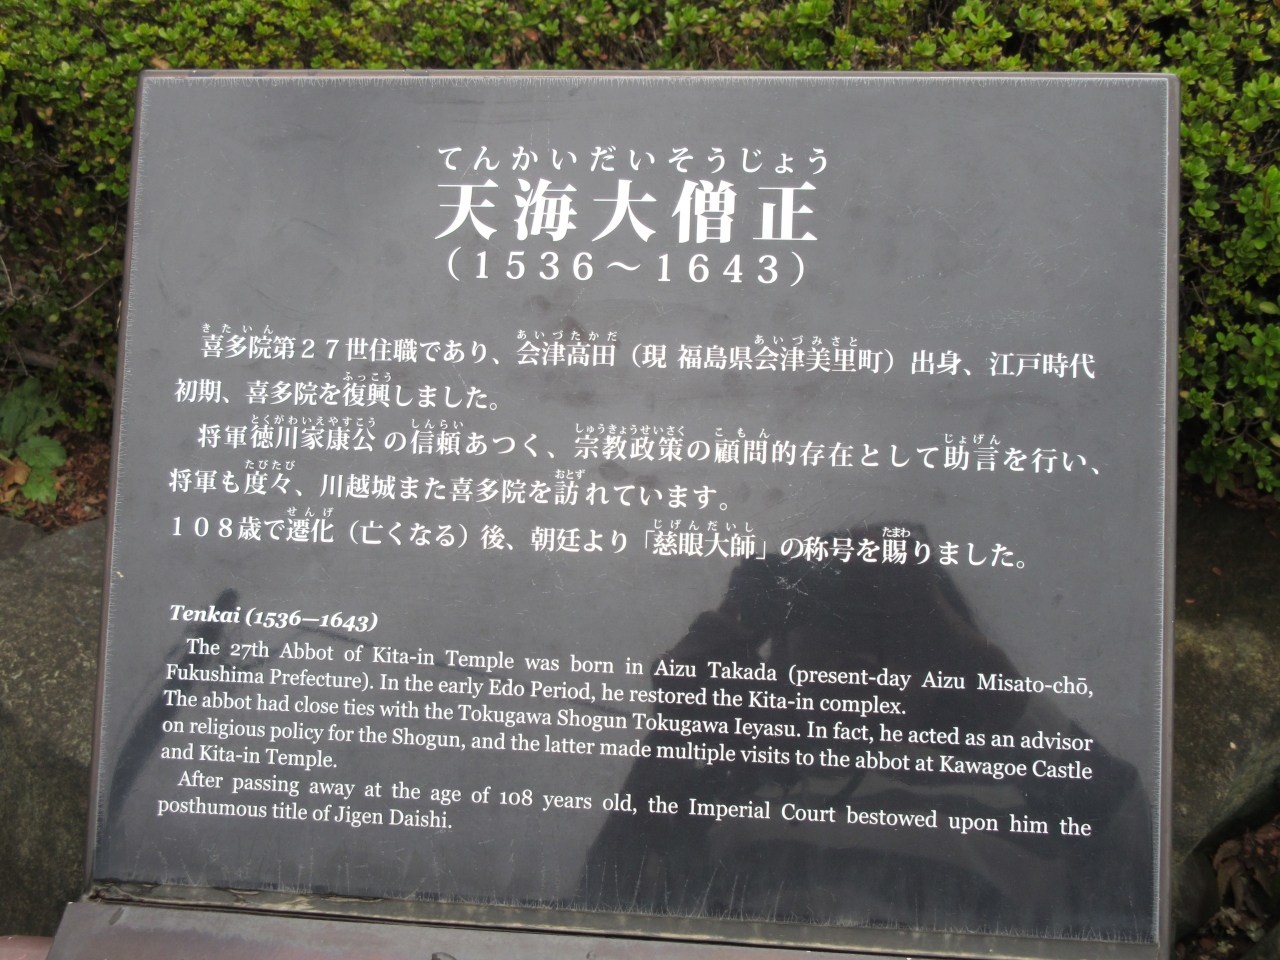 てんかいだいそうじょう
天海大僧正
(1536～1643)
きたいん あいづたかだ あいづみさと
喜多院第２７世住職であり、会津高田（現 福島県会津美里町）出身、江戸時代
ふっこう
初期、喜多院を復興しました。
とくがわいえやすこう しんらい しゅうきょうせいさく こもん じょげん
将軍徳川家康公の信頼あつく、宗教政策の顧問的存在として助言を行い、
たびたび おとず
将軍も度々、川越城また喜多院を訪れています。
せんげ じげんだいし たまわ
１０８歳で遷化（亡くなる）後、朝廷より「慈眼大師」の称号を賜りました。
Tenkai (1536—1643)
The 27th Abbot of Kita-in Temple was born in Aizu Takada (present-day Aizu Misato-chō,
Fukushima Prefecture). In the early Edo Period, he restored the Kita-in complex.
The abbot had close ties with the Tokugawa Shogun Tokugawa Ieyasu. In fact, he acted as an advisor
on religious policy for the Shogun, and the latter made multiple visits to the abbot at Kawagoe Castle
and Kita-in Temple.
After passing away at the age of 108 years old, the Imperial Court bestowed upon him the
posthumous title of Jigen Daishi.